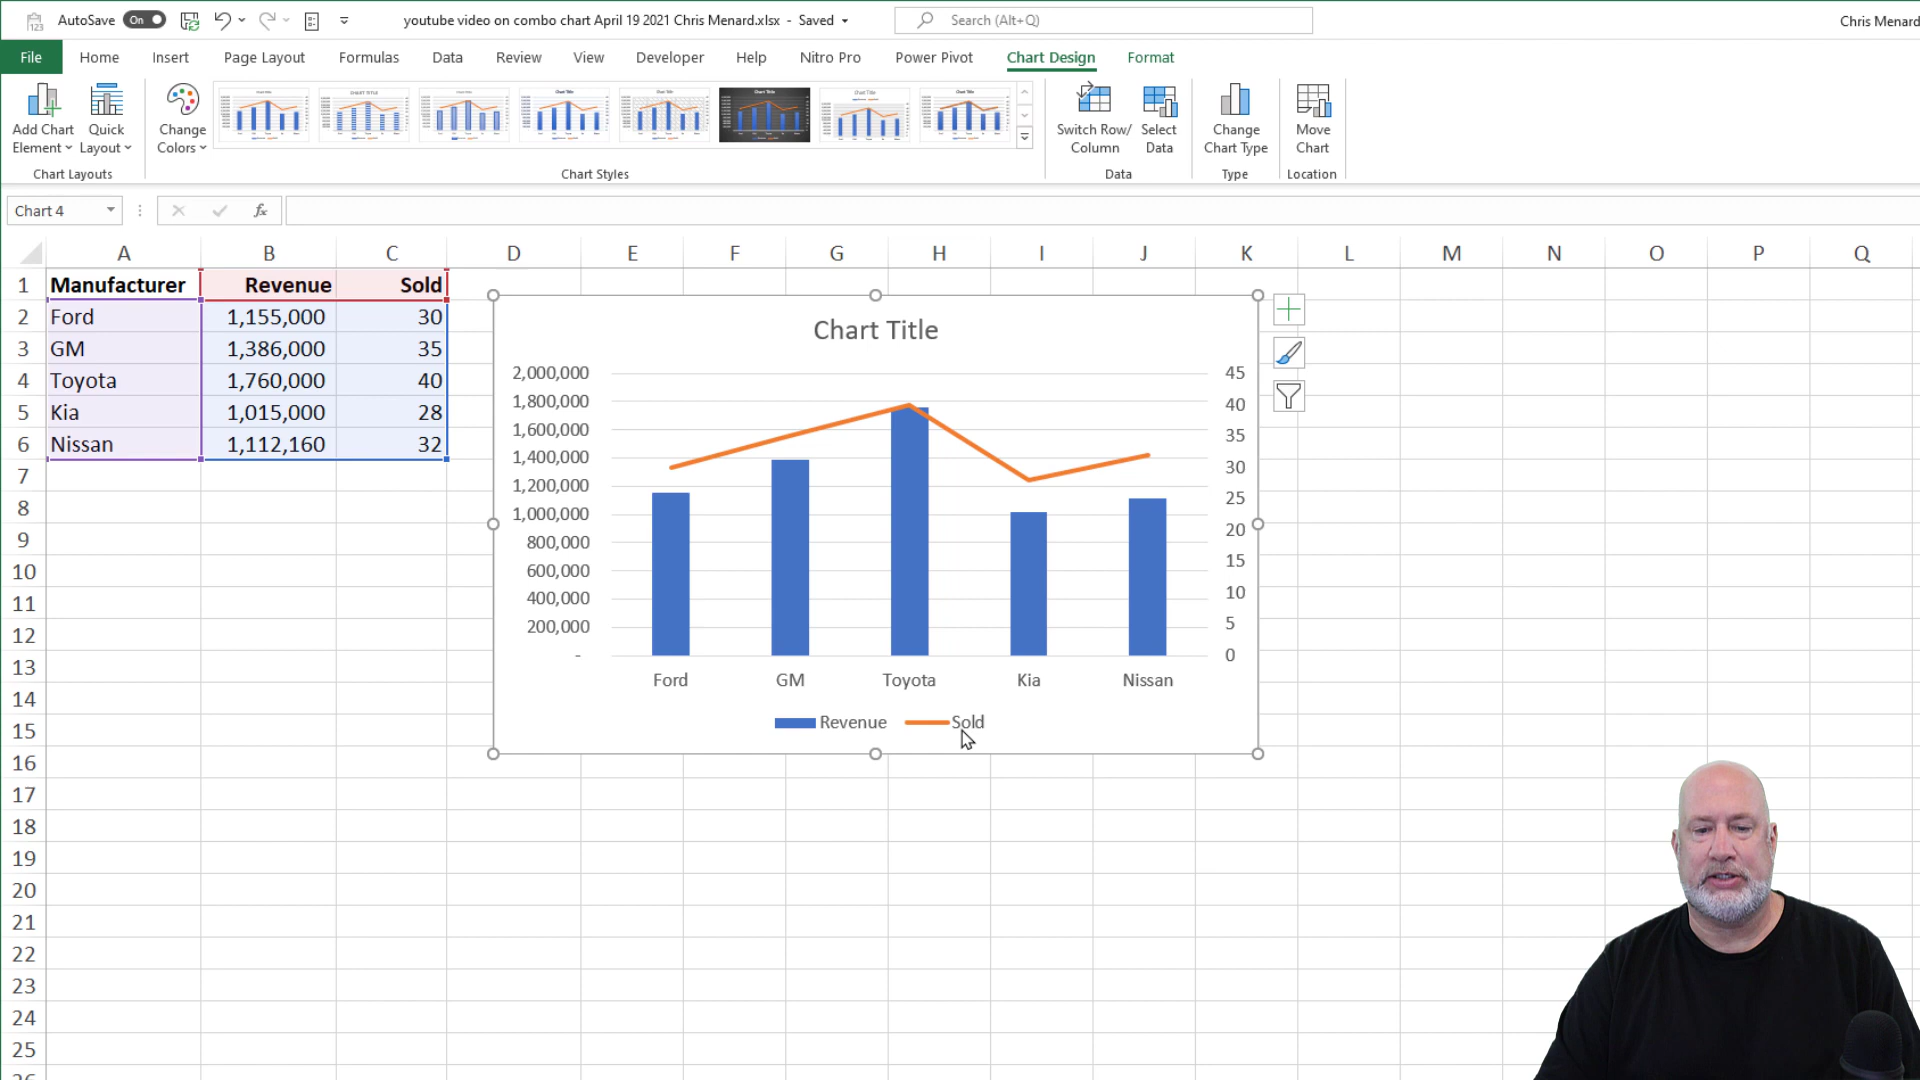 AutoSave On youtube video on combo chart April 19 2021 Chris Menard.xlsx - Saved Search (Alt+Q) Chris Menard
File Home Insert Page Layout Formulas Data Review View Developer Help Nitro Pro Power Pivot Chart Design Format
Add Chart Element Quick Layout Change Colors Switch Row/ Column Select Data Change Chart Type Move Chart
Chart Layouts Chart Styles Data Type Location
Chart 4 fx
A B C D E F G H I J K L M N O P Q
1 Manufacturer Revenue Sold
2 Ford 1,155,000 30
3 GM 1,386,000 35
4 Toyota 1,760,000 40
5 Kia 1,015,000 28
6 Nissan 1,112,160 32
7
8
9
10
11
12
13
14
15
16
17
18
19
20
21
22
23
24
25
Chart Title
2,000,000 45
1,800,000 40
1,600,000 35
1,400,000 30
1,200,000 25
1,000,000 20
800,000 15
600,000 10
400,000 5
200,000 0
-
Ford GM Toyota Kia Nissan
Revenue Sold